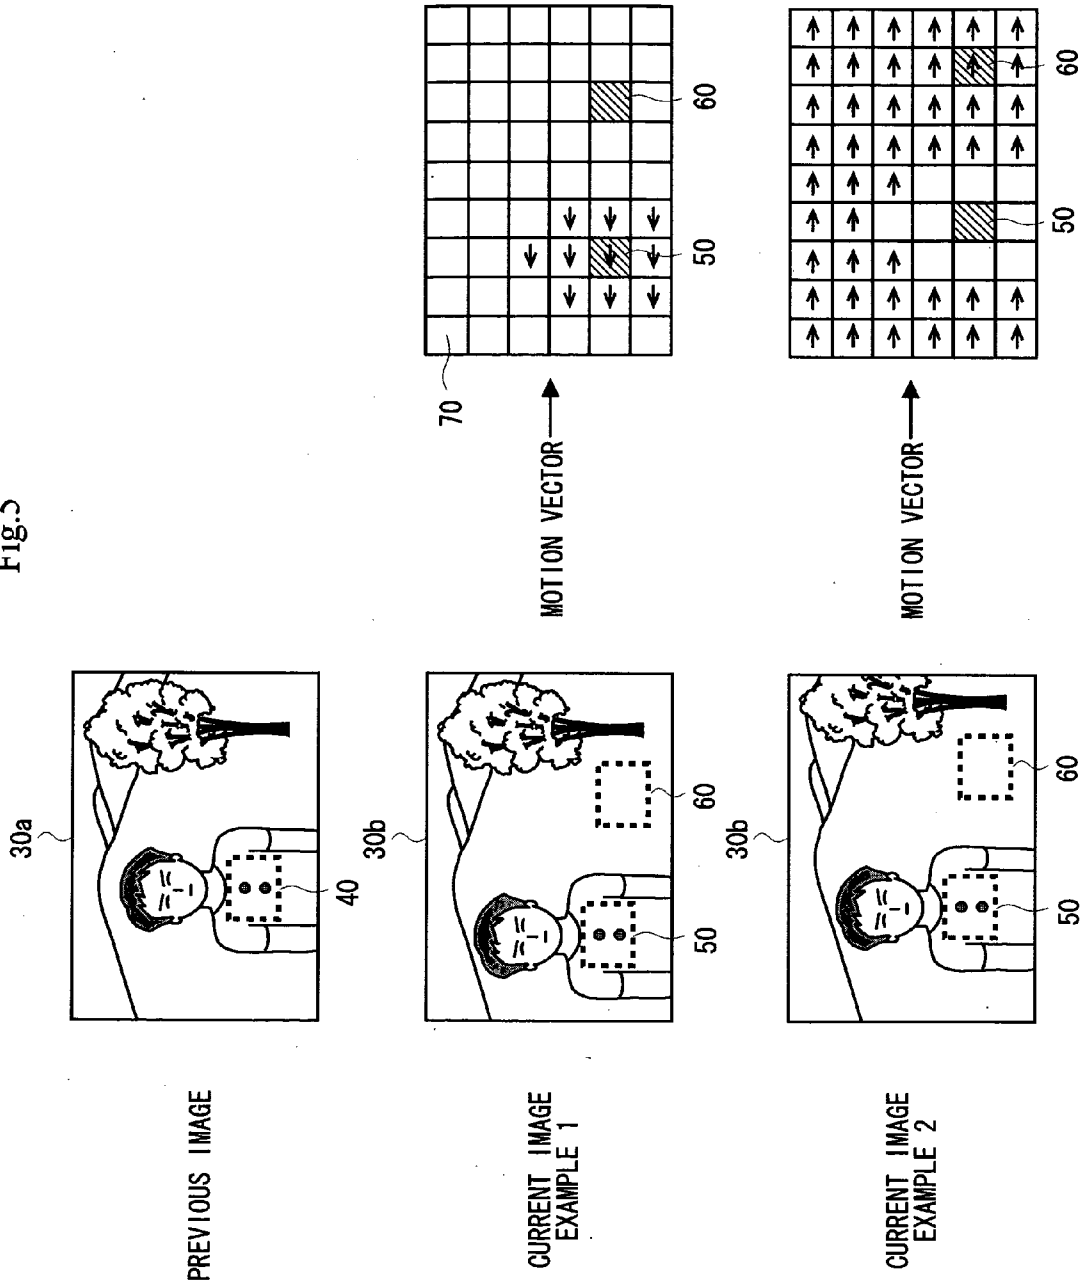 Fig.5
30a
PREVIOUS IMAGE
40
30b
CURRENT IMAGE
EXAMPLE 1
50
60
MOTION VECTOR
70
50
60
30b
CURRENT IMAGE
EXAMPLE 2
50
60
MOTION VECTOR
50
60